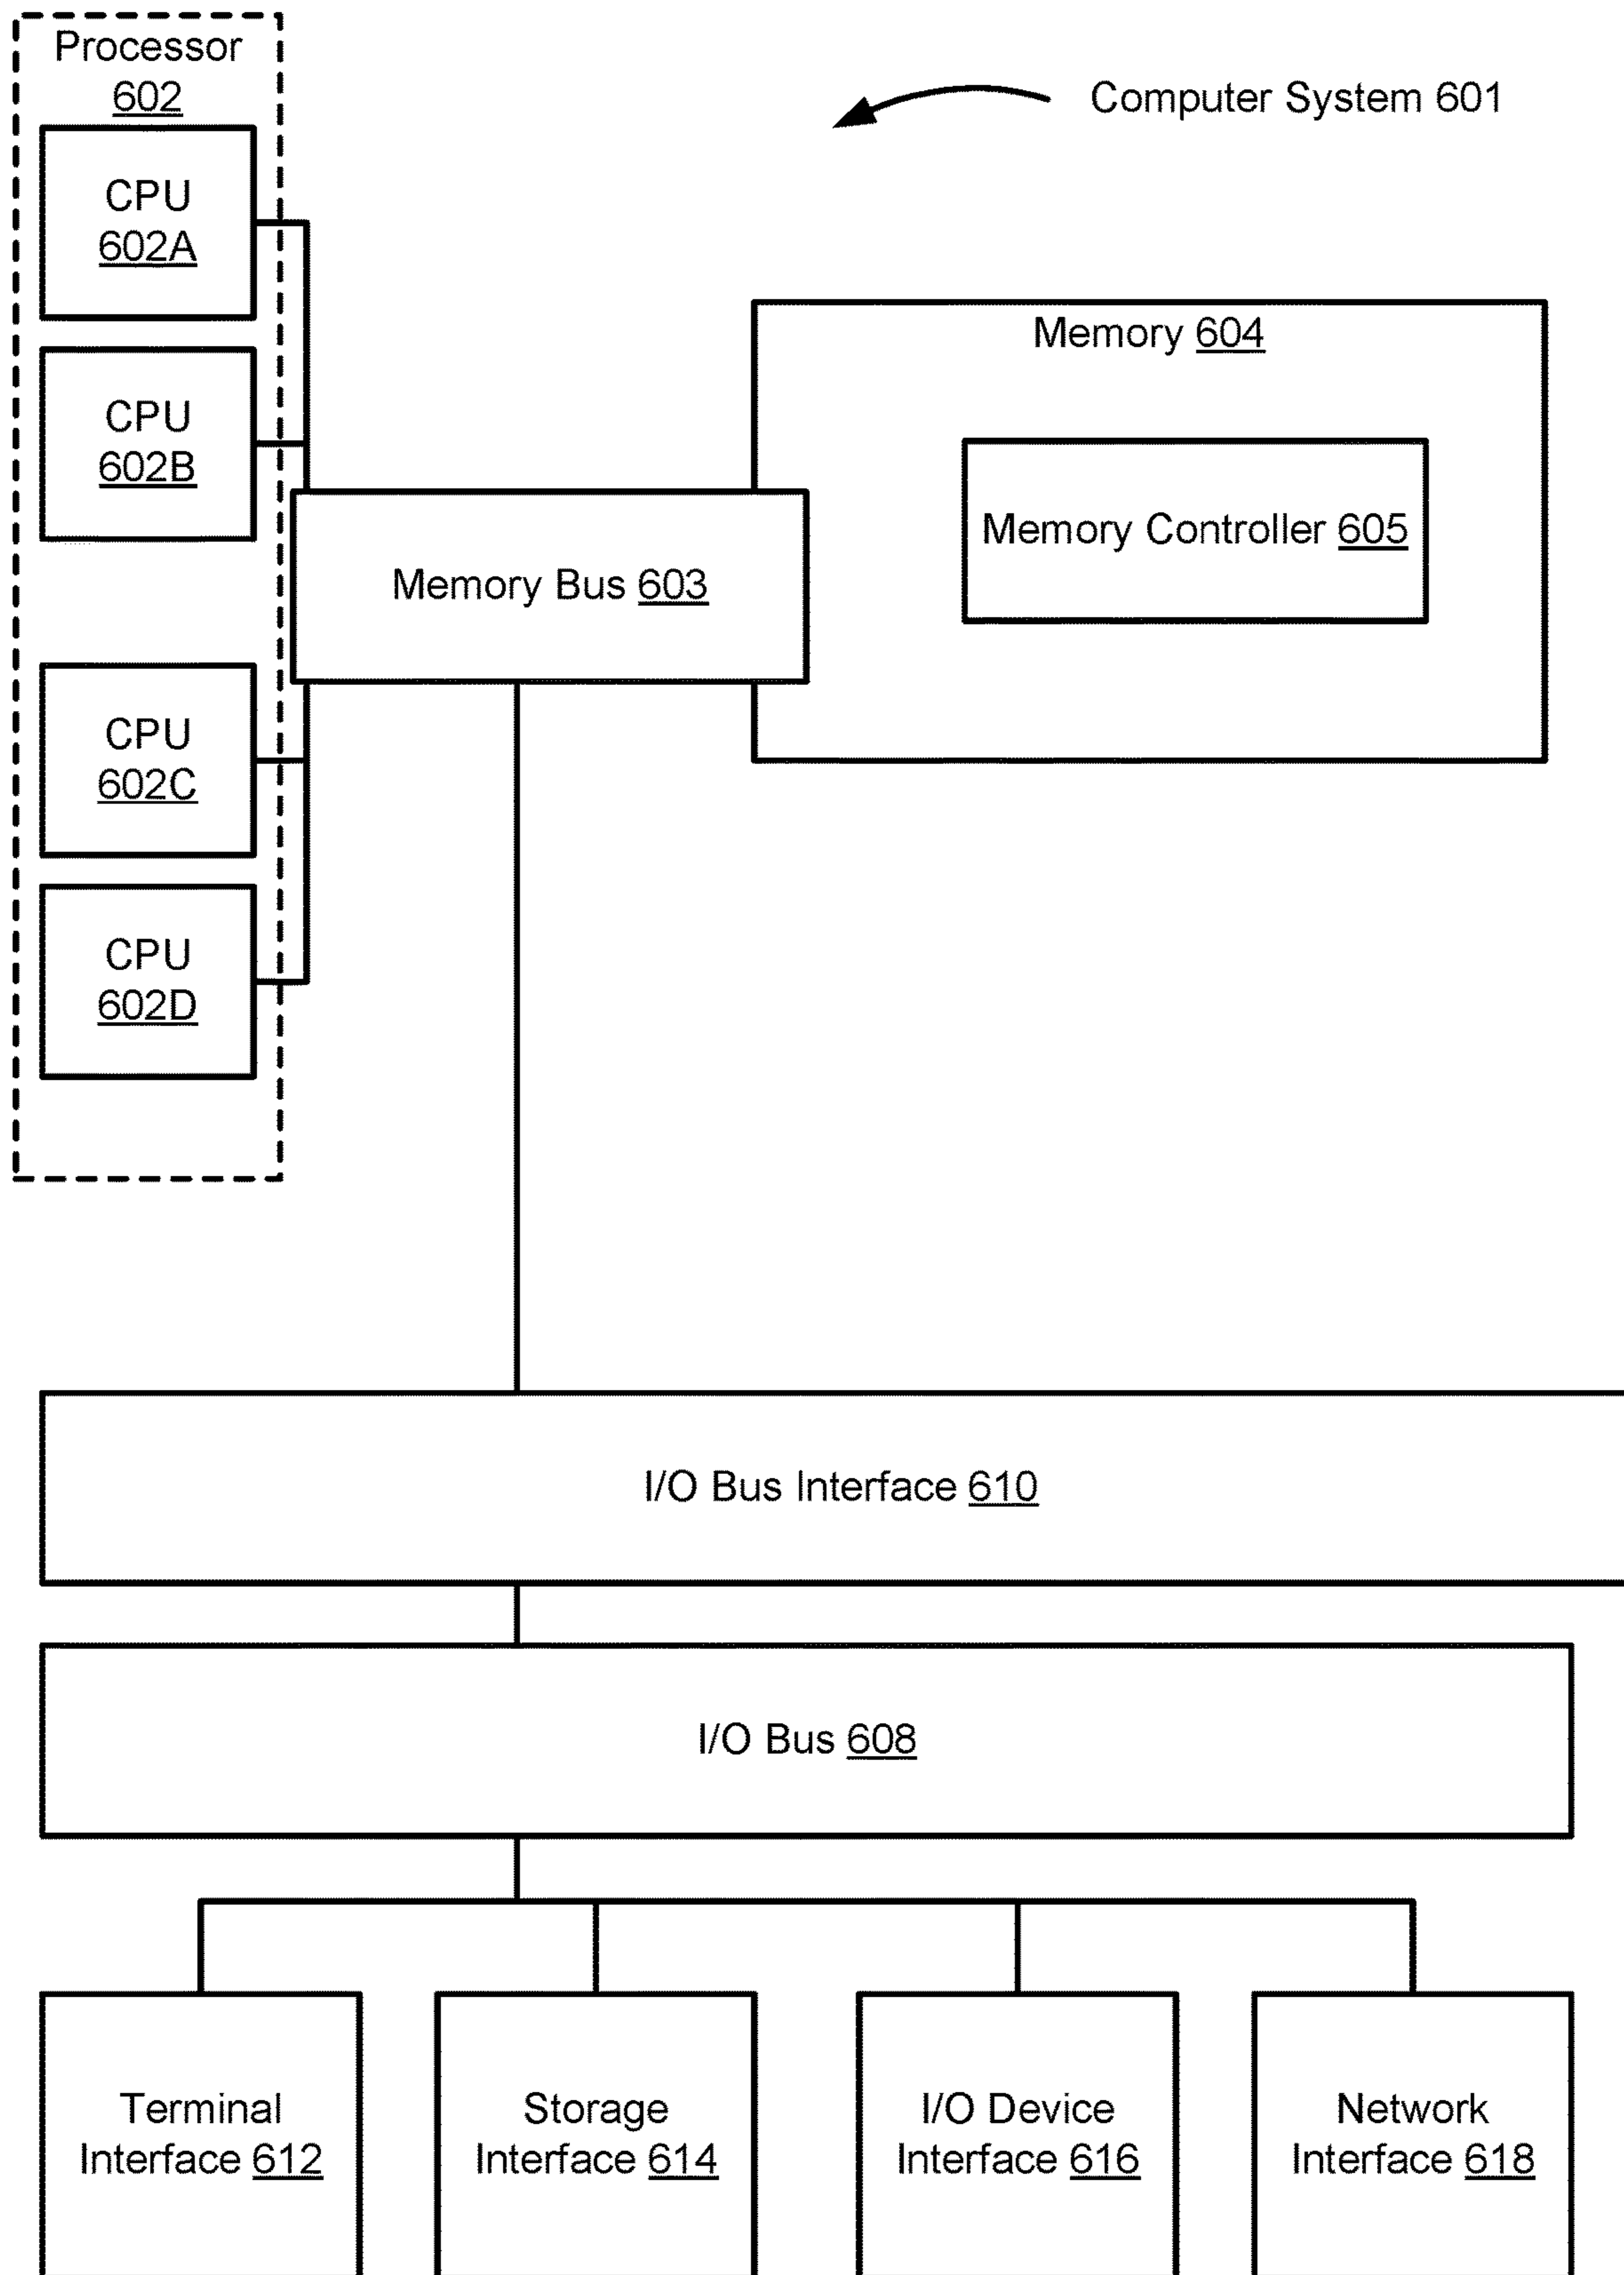 Processor
602
Computer System 601
CPU
602A
Memory 604
CPU
602B
Memory Controller 605
Memory Bus 603
CPU
602C
CPU
602D
I/O Bus Interface 610
I/O Bus 608
Terminal
Interface 612
Storage
Interface 614
I/O Device
Interface 616
Network
Interface 618